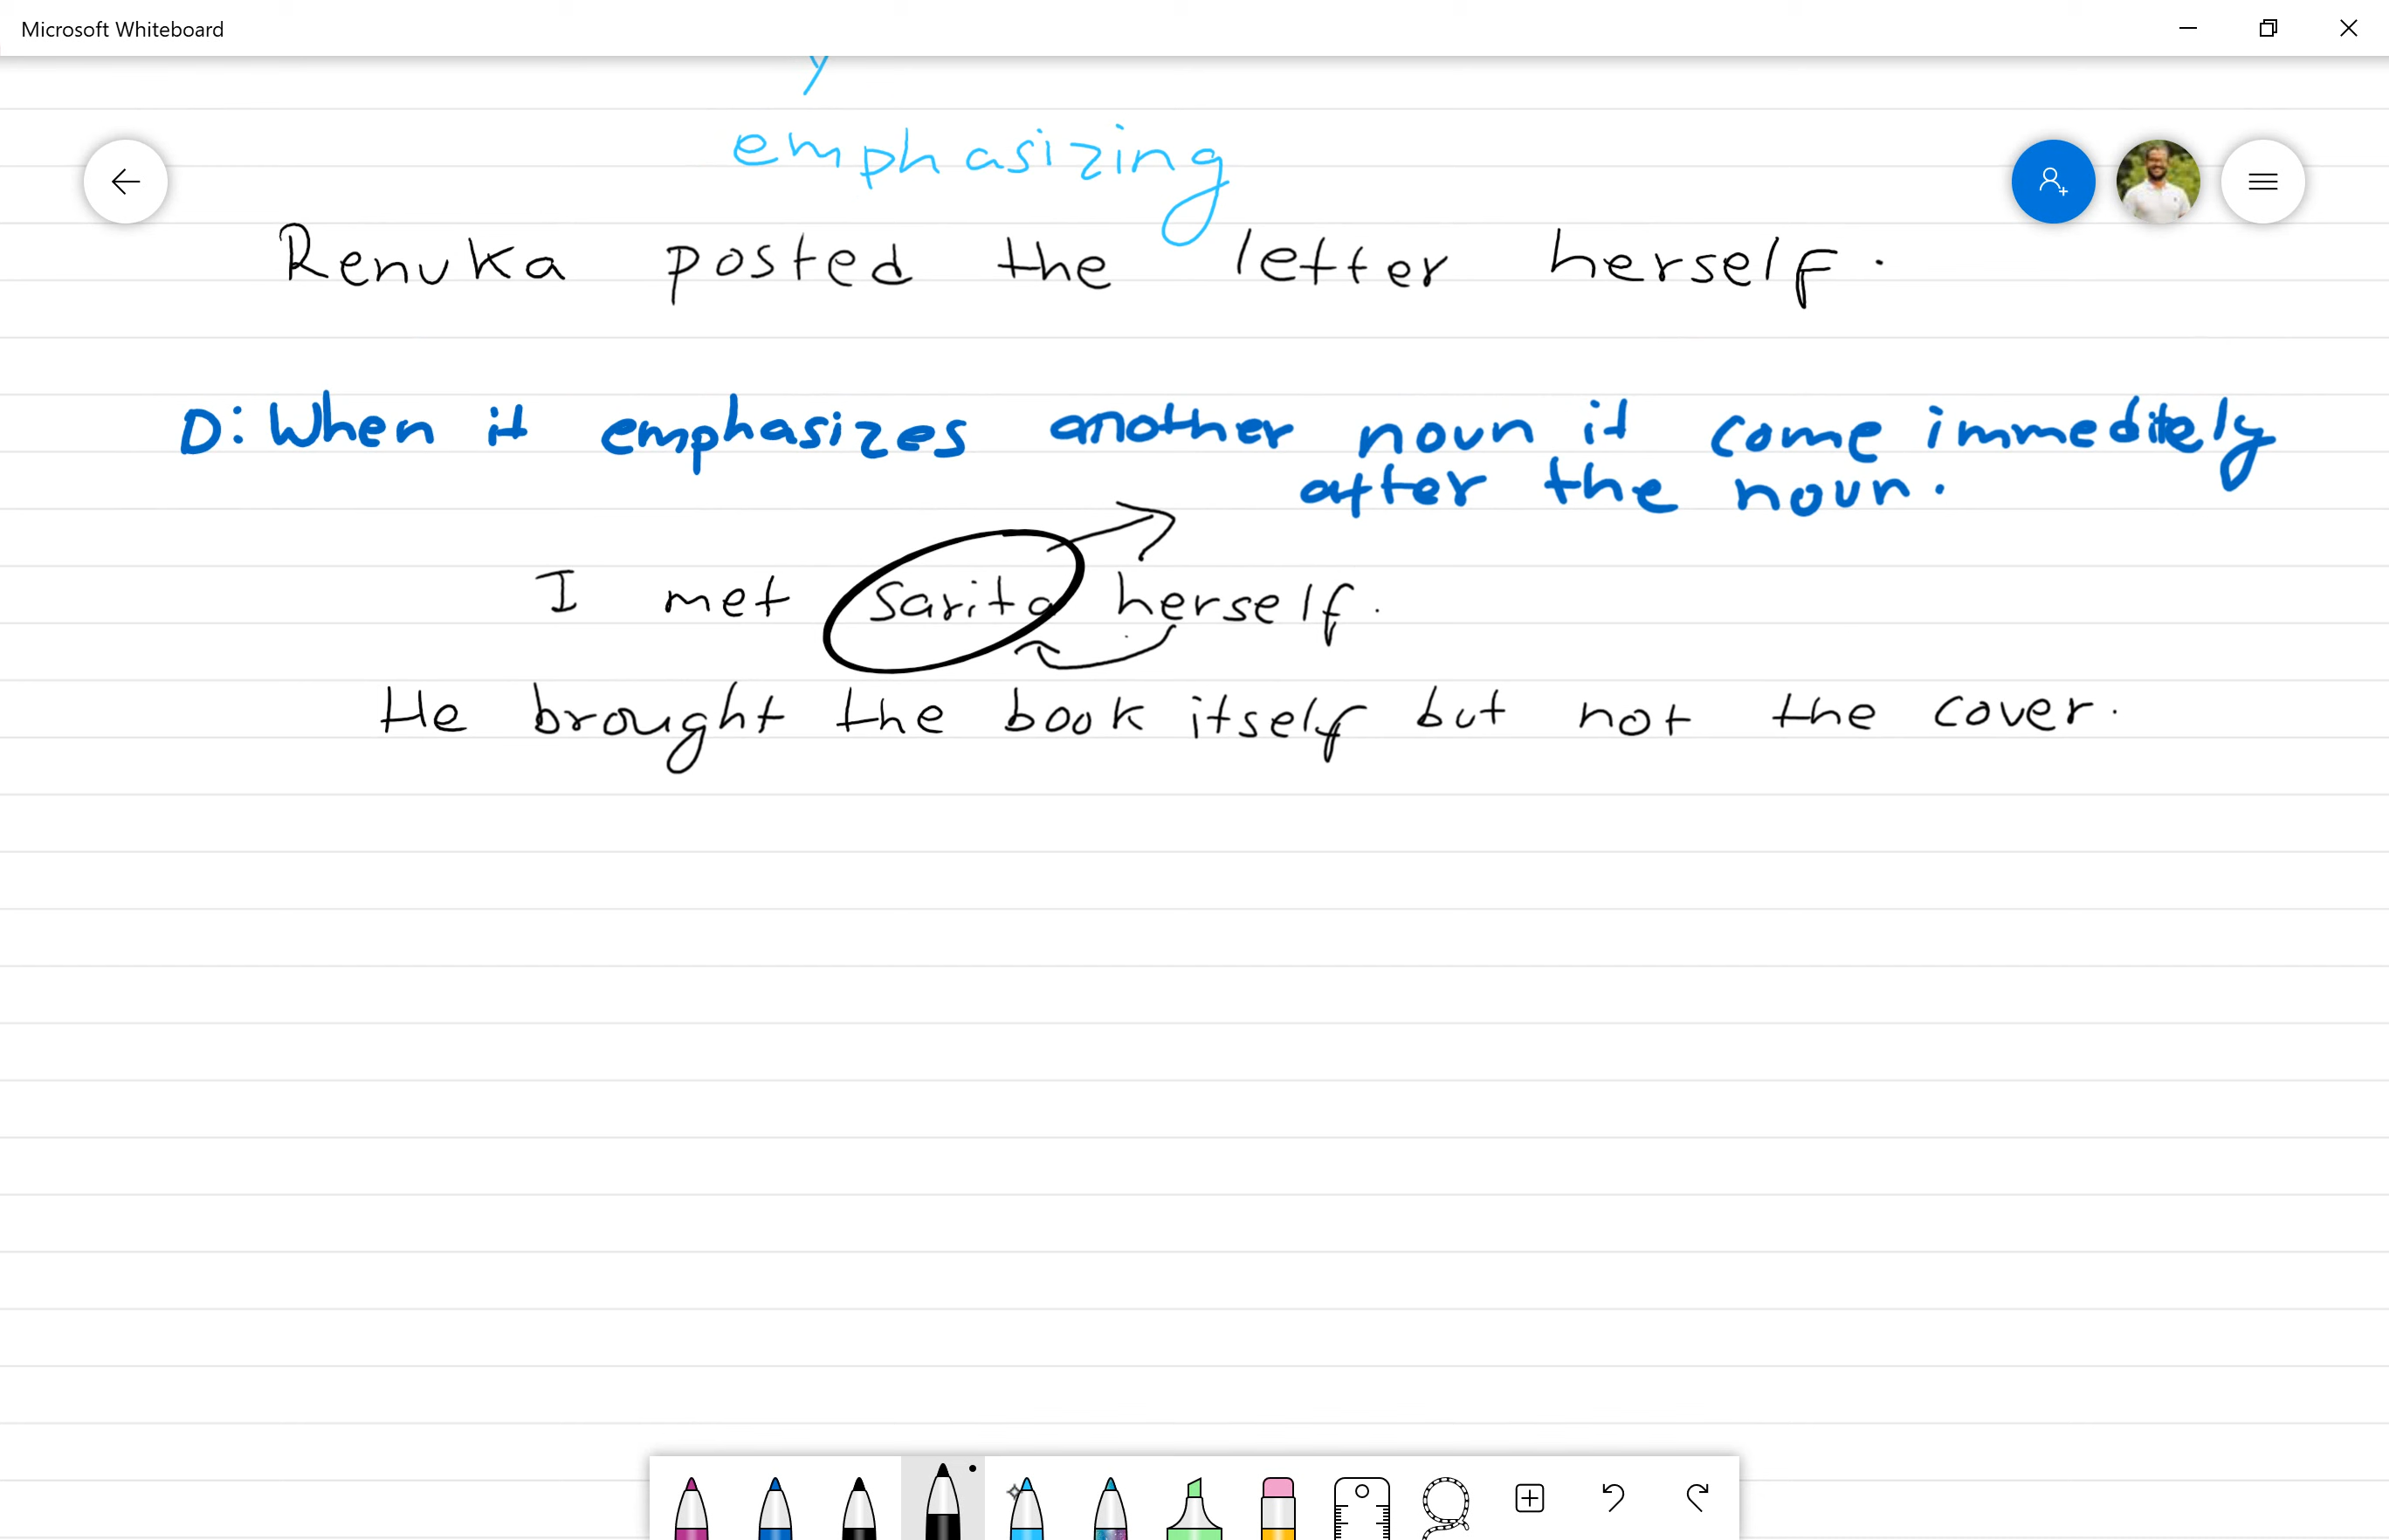 Microsoft Whiteboard
y
emphasizing
Renuka posted the letter herself.
D: When it emphasizes another noun it come immeditely
after the noun.
I met Sarita herself.
He brought the book itself but not the cover.